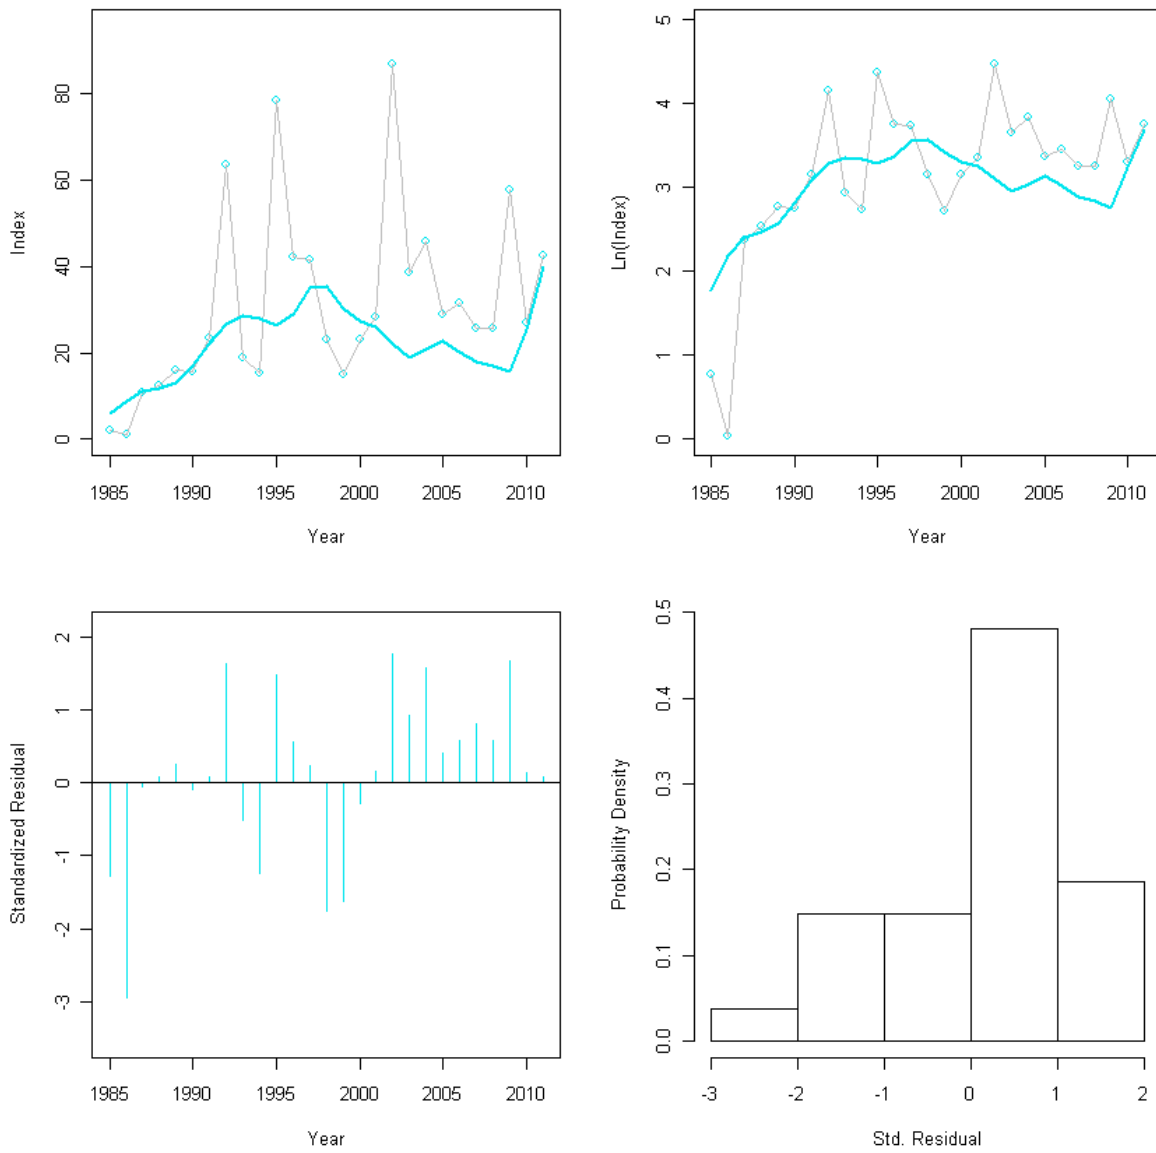 80
60
40
20
0
Index
1985 1990 1995 2000 2005 2010
Year
5
4
3
2
1
0
Ln(Index)
1985 1990 1995 2000 2005 2010
Year
2
1
0
-1
-2
-3
Standardized Residual
1985 1990 1995 2000 2005 2010
Year
0.5
0.4
0.3
0.2
0.1
0.0
Probability Density
-3 -2 -1 0 1 2
Std. Residual